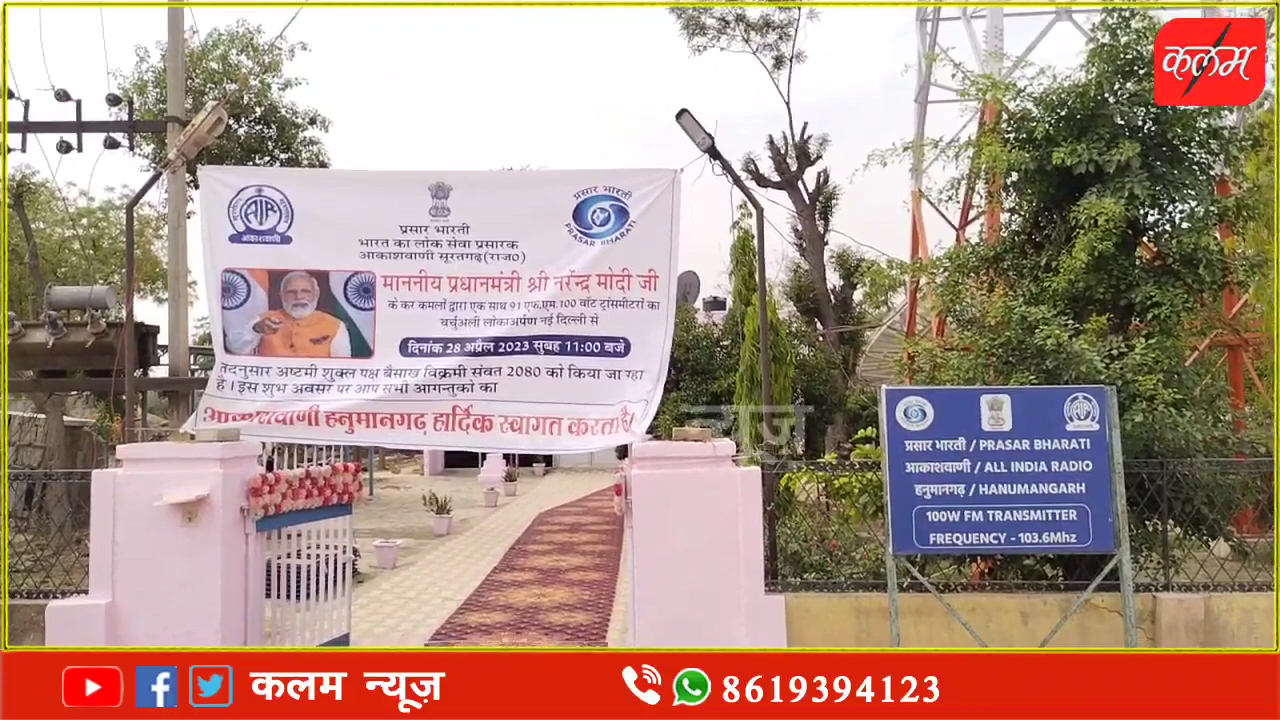 कलम
आकाशवाणी
प्रसार भारती
PRASAR BHARATI
प्रसार भारती
भारत का लोक सेवा प्रसारक
आकाशवाणी सूरतगढ़(राज०)
माननीय प्रधानमंत्री श्री नरेन्द्र मोदी जी
के कर कमलों द्वारा एक साथ 91 एफ.एम.100 वॉट ट्रांसमीटरों का
वर्चुअली लोकाअर्पण नई दिल्ली से
दिनांक 28 अप्रैल 2023 सुबह 11:00 बजे
तदनुसार अष्टमी शुक्ल पक्ष बैसाख विक्रमी संवत 2080 को किया जा रहा
है। इस शुभ अवसर पर आप सभी आगन्तुकों का
आकाशवाणी हनुमानगढ़ हार्दिक स्वागत करता है।
न्यूज़
प्रसार भारती / PRASAR BHARATI
आकाशवाणी / ALL INDIA RADIO
हनुमानगढ़ / HANUMANGARH
100W FM TRANSMITTER
FREQUENCY - 103.6Mhz
कलम न्यूज़
8619394123